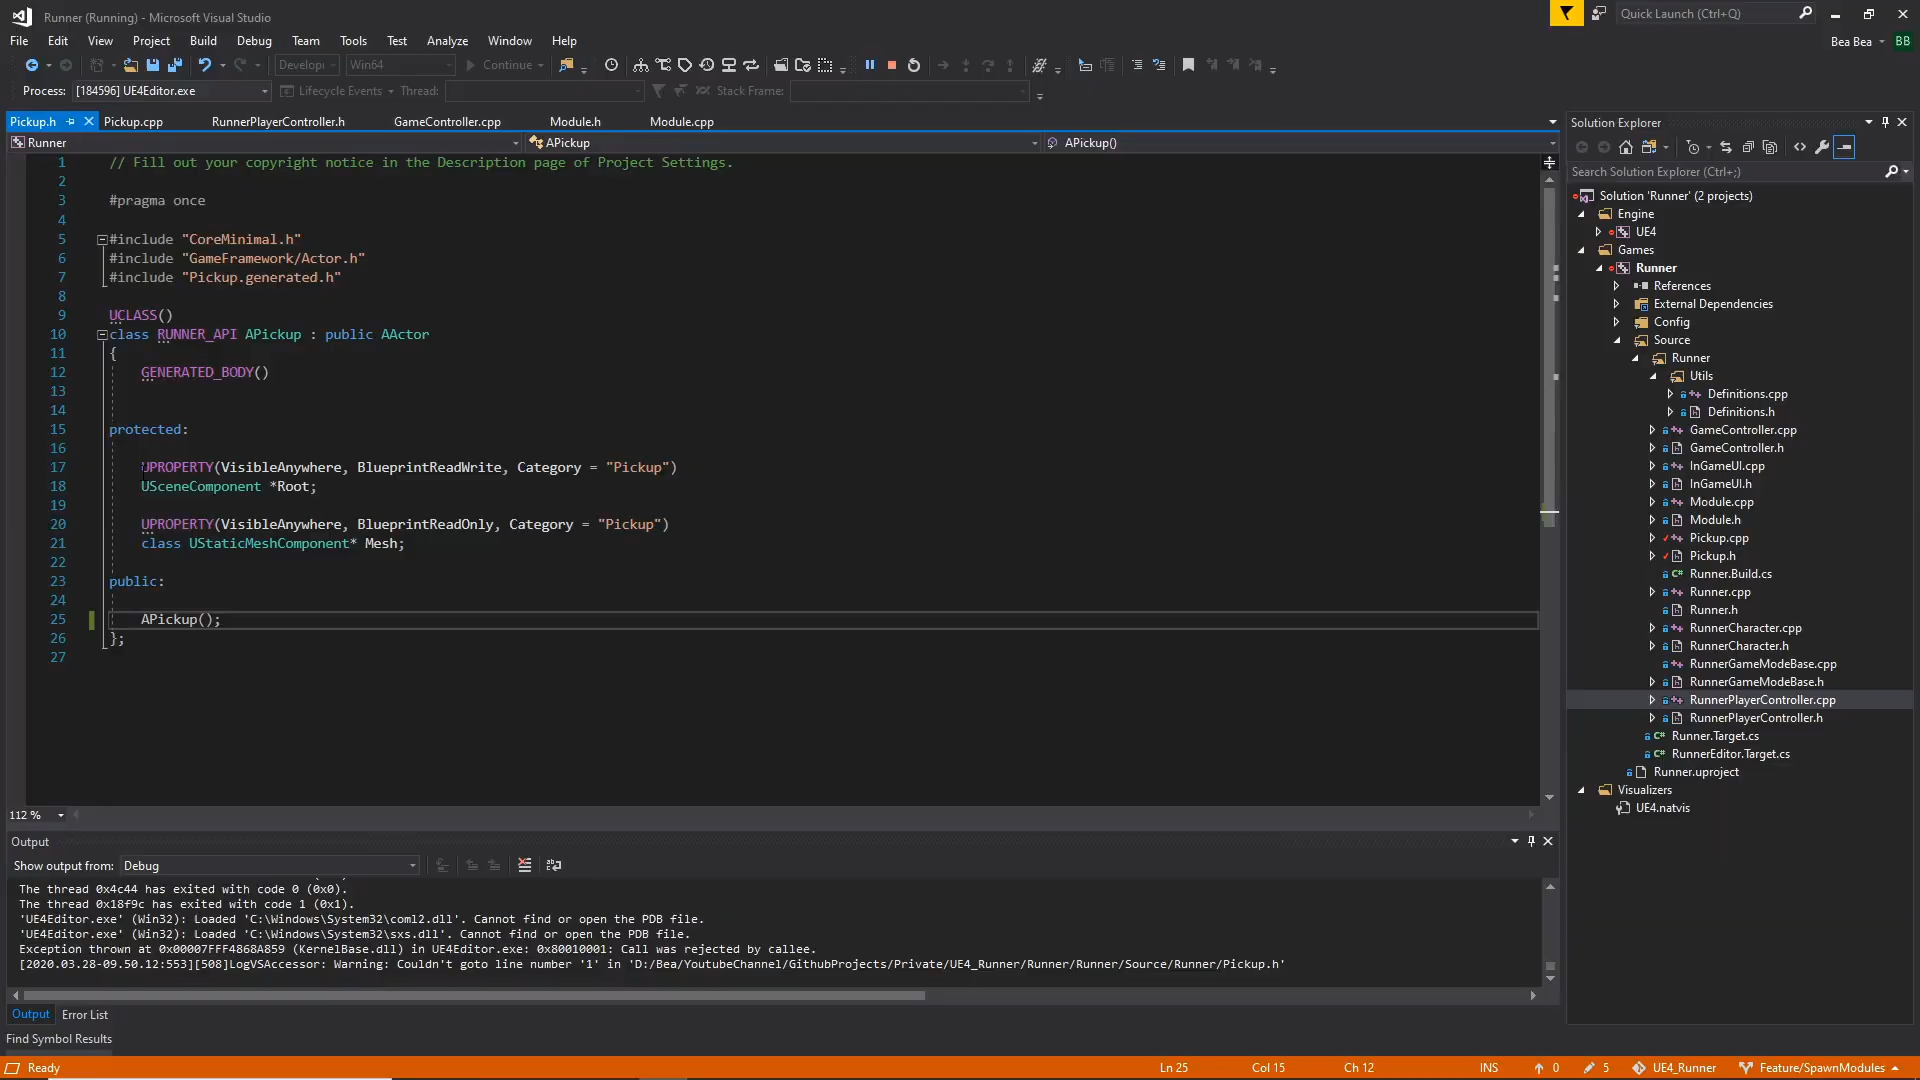 Runner (Running) - Microsoft Visual Studio
Quick Launch (Ctrl+Q)
File Edit View Project Build Debug Team Tools Test Analyze Window Help
Bea Bea BB
Develop Win64 Continue
Process: [184596] UE4Editor.exe Lifecycle Events Thread: Stack Frame:
Pickup.h Pickup.cpp RunnerPlayerController.h GameController.cpp Module.h Module.cpp
Runner APickup APickup()
1 // Fill out your copyright notice in the Description page of Project Settings.
2
3 #pragma once
4
5 #include "CoreMinimal.h"
6 #include "GameFramework/Actor.h"
7 #include "Pickup.generated.h"
8
9 UCLASS()
10 class RUNNER_API APickup : public AActor
11 {
12 GENERATED_BODY()
13
14
15 protected:
16
17 UPROPERTY(VisibleAnywhere, BlueprintReadWrite, Category = "Pickup")
18 USceneComponent *Root;
19
20 UPROPERTY(VisibleAnywhere, BlueprintReadOnly, Category = "Pickup")
21 class UStaticMeshComponent* Mesh;
22
23 public:
24
25 APickup();
26 };
27
112 %
Output
Show output from: Debug
The thread 0x4c44 has exited with code 0 (0x0).
The thread 0x18f9c has exited with code 1 (0x1).
'UE4Editor.exe' (Win32): Loaded 'C:\Windows\System32\coml2.dll'. Cannot find or open the PDB file.
'UE4Editor.exe' (Win32): Loaded 'C:\Windows\System32\sxs.dll'. Cannot find or open the PDB file.
Exception thrown at 0x00007FFF4868A859 (KernelBase.dll) in UE4Editor.exe: 0x80010001: Call was rejected by callee.
[2020.03.28-09.50.12:553][508]LogVSAccessor: Warning: Couldn't goto line number '1' in 'D:/Bea/YoutubeChannel/GithubProjects/Private/UE4_Runner/Runner/Runner/Source/Runner/Pickup.h'
Output Error List
Find Symbol Results
Solution Explorer
Search Solution Explorer (Ctrl+;)
Solution 'Runner' (2 projects)
Engine
UE4
Games
Runner
References
External Dependencies
Config
Source
Runner
Utils
Definitions.cpp
Definitions.h
GameController.cpp
GameController.h
InGameUI.cpp
InGameUI.h
Module.cpp
Module.h
Pickup.cpp
Pickup.h
Runner.Build.cs
Runner.cpp
Runner.h
RunnerCharacter.cpp
RunnerCharacter.h
RunnerGameModeBase.cpp
RunnerGameModeBase.h
RunnerPlayerController.cpp
RunnerPlayerController.h
Runner.Target.cs
RunnerEditor.Target.cs
Runner.uproject
Visualizers
UE4.natvis
Ready Ln 25 Col 15 Ch 12 INS 0 5 UE4_Runner Feature/SpawnModules